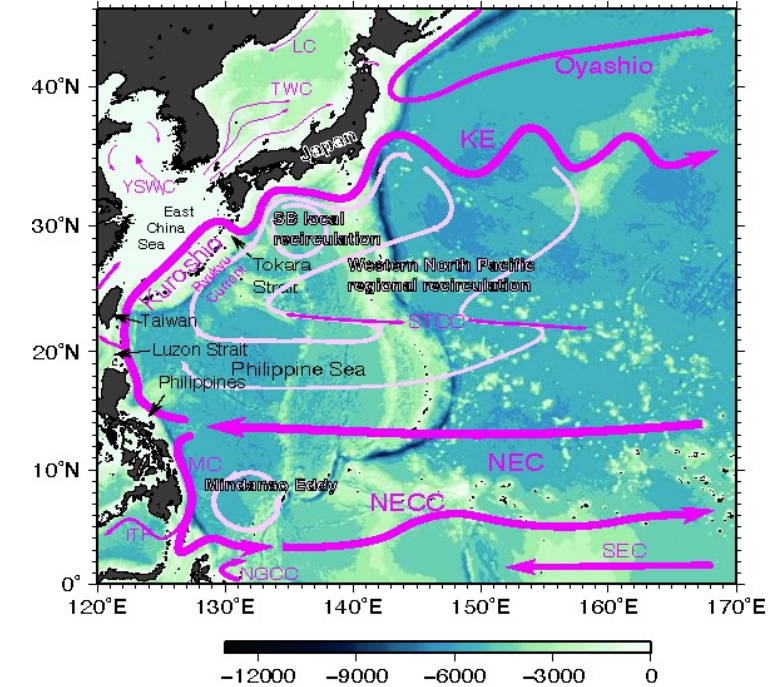 LC
Oyashio
40°N
TWC
KE
Japan
YSWC
East
China
Sea
30°N
SB local
recirculation
Kuroshio
Ryukyu
Current
Tokara
Strait
Western North Pacific
regional recirculation
STCC
Taiwan
20°N
Luzon Strait
Philippine Sea
Philippines
NEC
10°N
MC
Mindanao Eddy
NECC
ITF
SEC
NGCC
0°
120°E 130°E 140°E 150°E 160°E 170°E
-12000 -9000 -6000 -3000 0